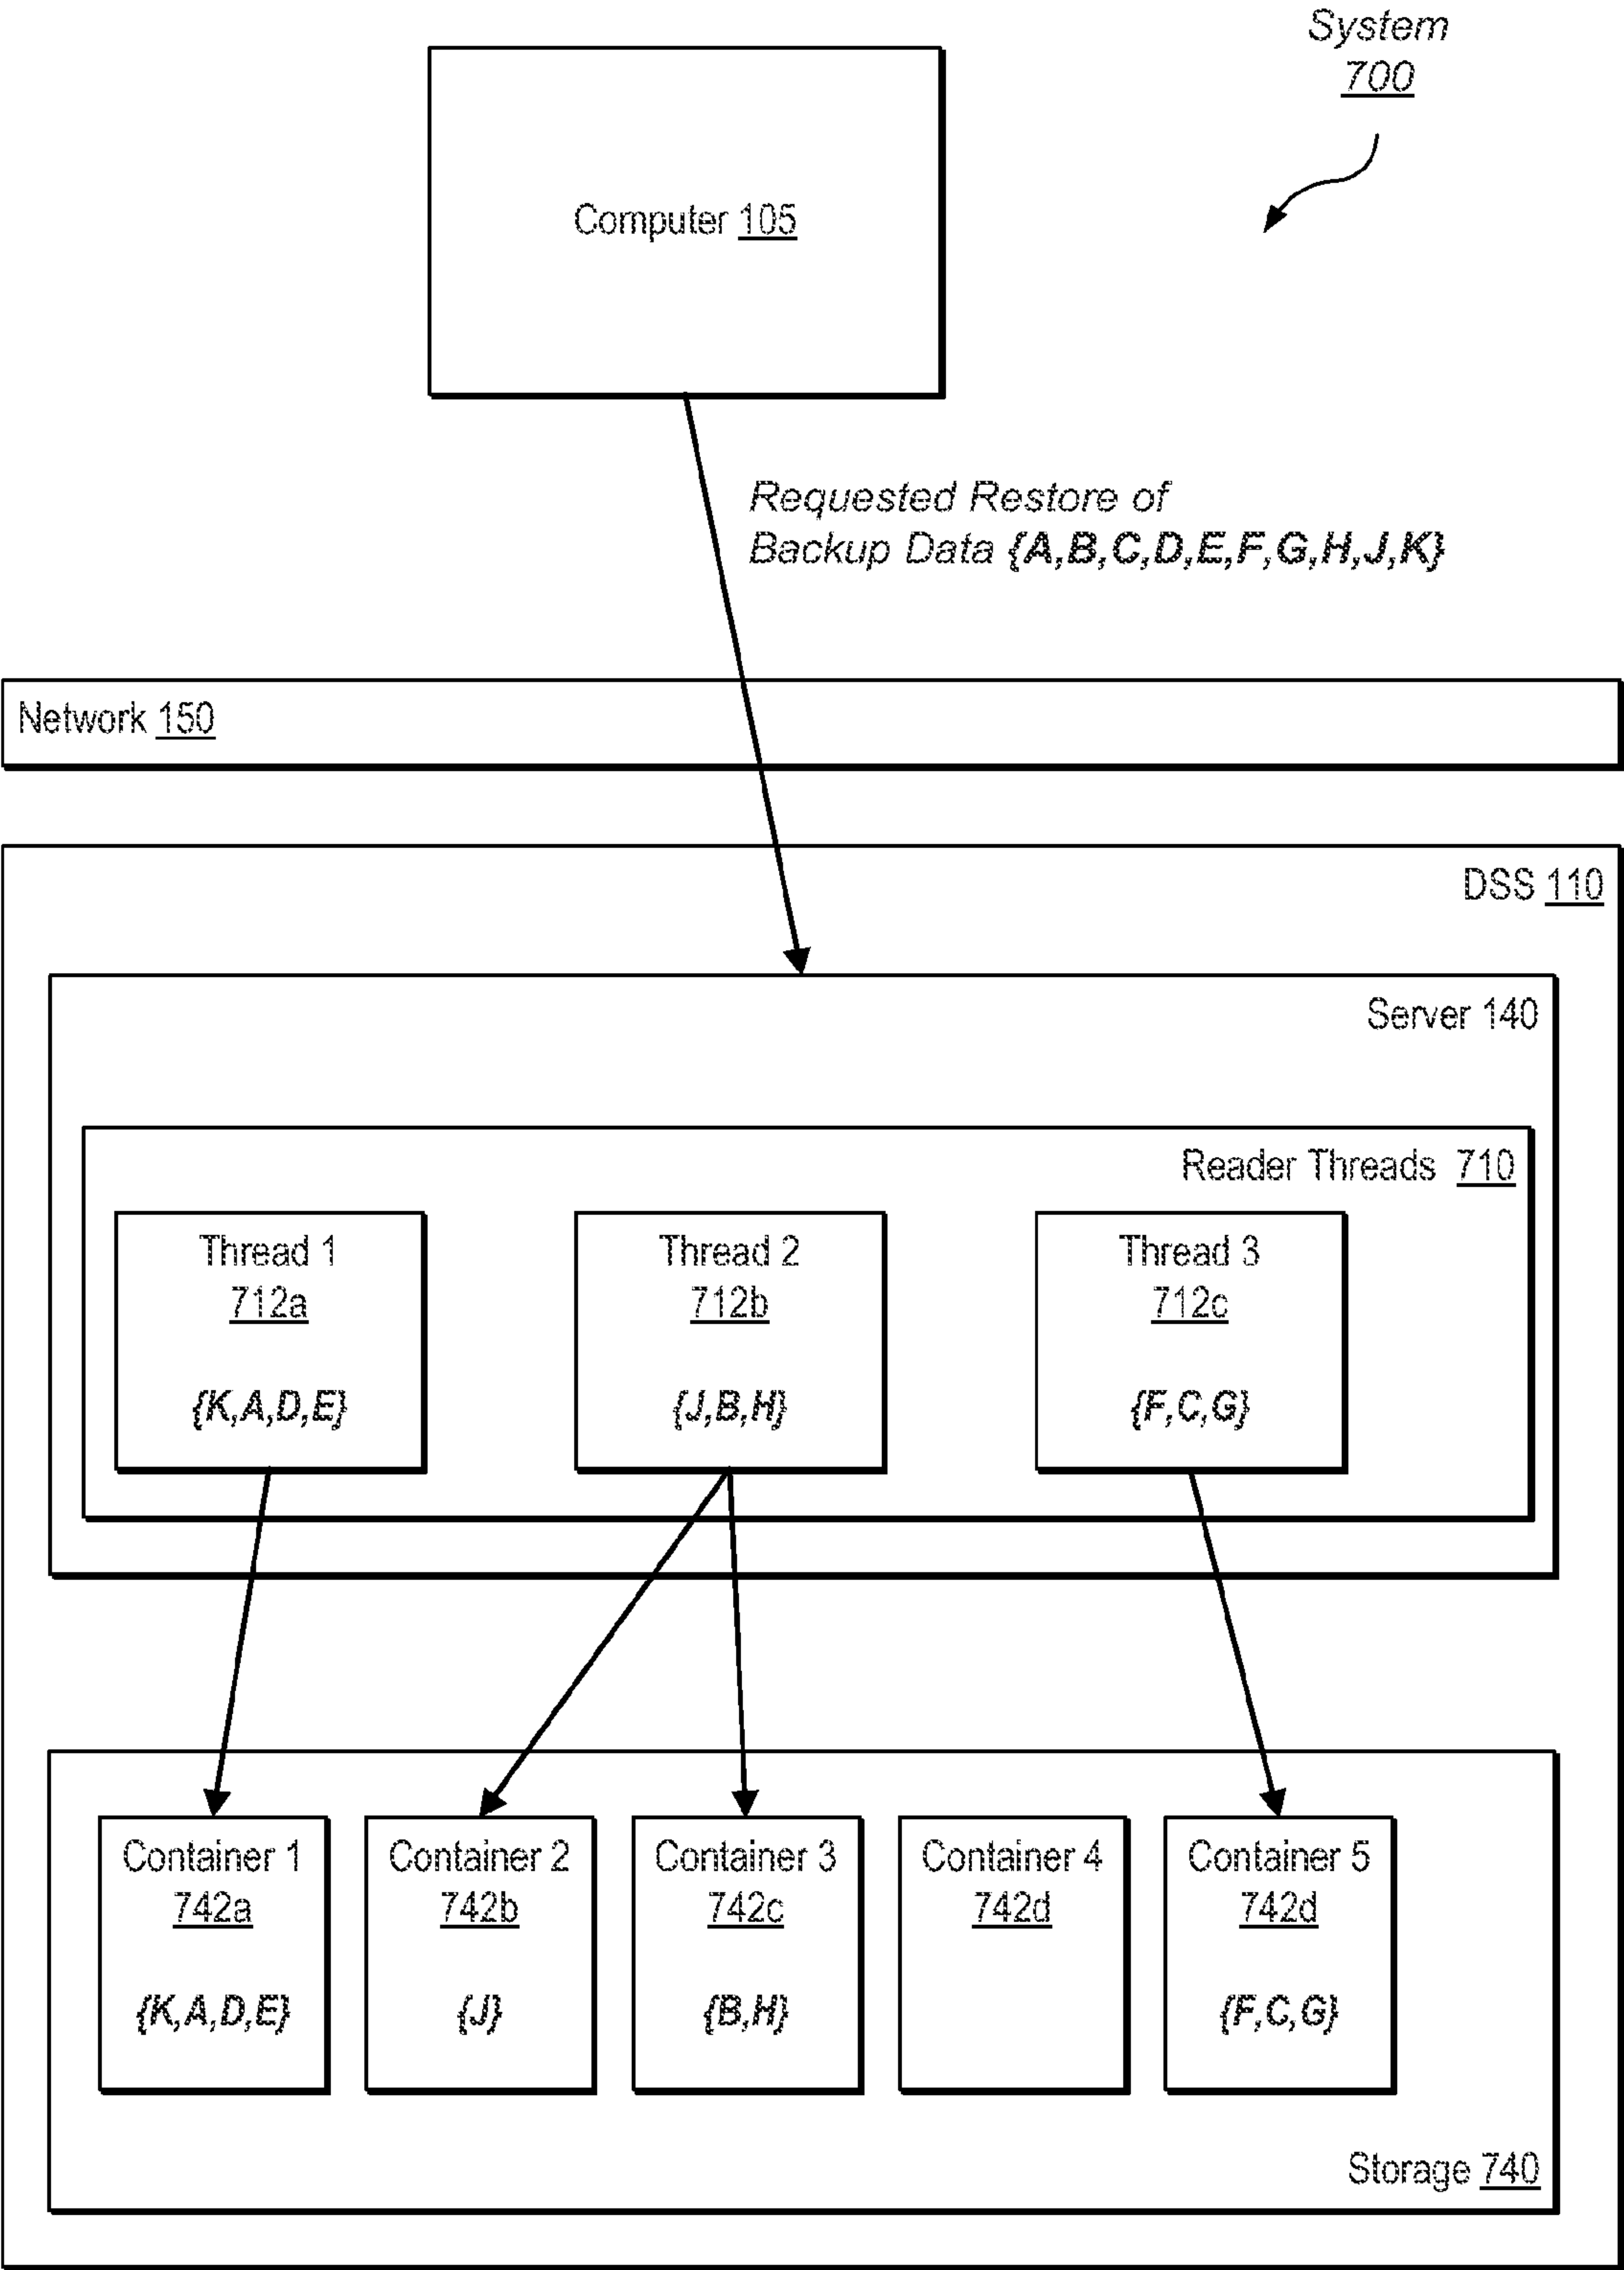 System
700
Computer 105
Requested Restore of
Backup Data {A,B,C,D,E,F,G,H,J,K}
Network 150
DSS 110
Server 140
Reader Threads 710
Thread 1
712a
{K,A,D,E}
Thread 2
712b
{J,B,H}
Thread 3
712c
{F,C,G}
Container 1
742a
{K,A,D,E}
Container 2
742b
{J}
Container 3
742c
{B,H}
Container 4
742d
Container 5
742d
{F,C,G}
Storage 740